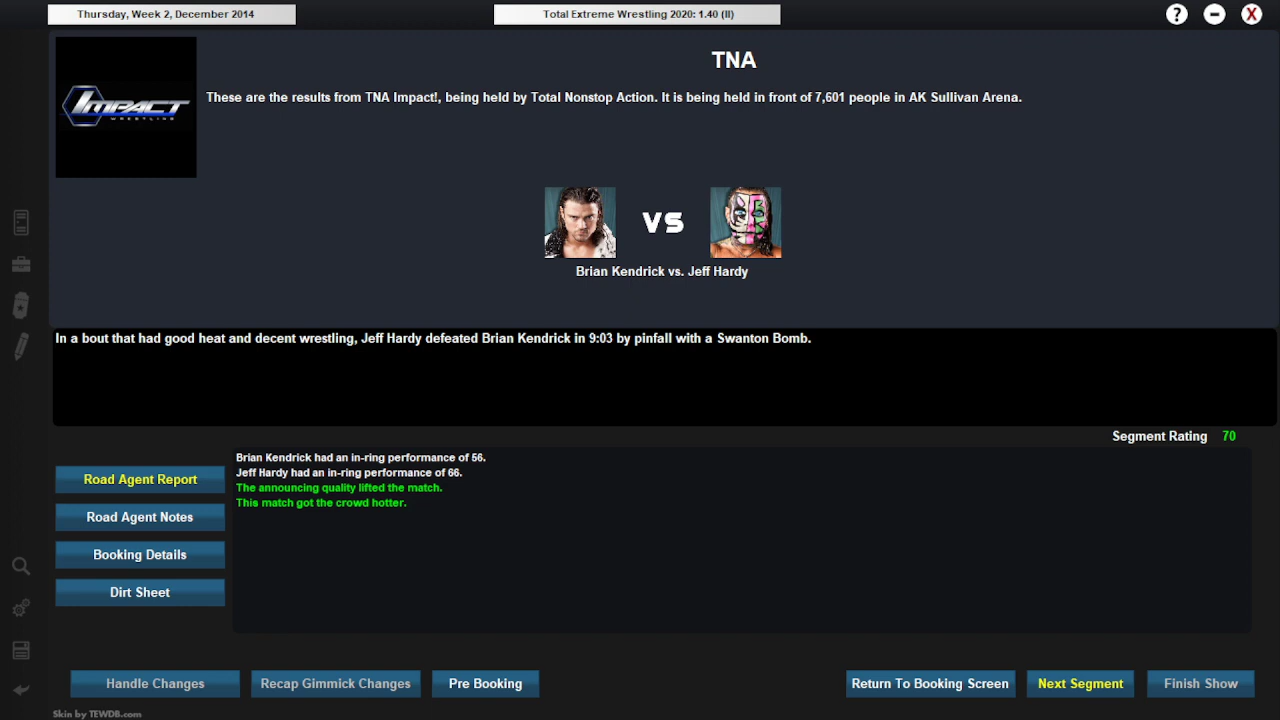 Thursday, Week 2, December 2014
Total Extreme Wrestling 2020: 1.40 (II)
? X
TNA
IMPACT
WRESTLING
These are the results from TNA Impact!, being held by Total Nonstop Action. It is being held in front of 7,601 people in AK Sullivan Arena.
VS
Brian Kendrick vs. Jeff Hardy
In a bout that had good heat and decent wrestling, Jeff Hardy defeated Brian Kendrick in 9:03 by pinfall with a Swanton Bomb.
Segment Rating 70
Brian Kendrick had an in-ring performance of 56.
Jeff Hardy had an in-ring performance of 66.
The announcing quality lifted the match.
This match got the crowd hotter.
Road Agent Report
Road Agent Notes
Booking Details
Dirt Sheet
Handle Changes
Recap Gimmick Changes
Pre Booking
Return To Booking Screen
Next Segment
Finish Show
Skin by TEWDB.com